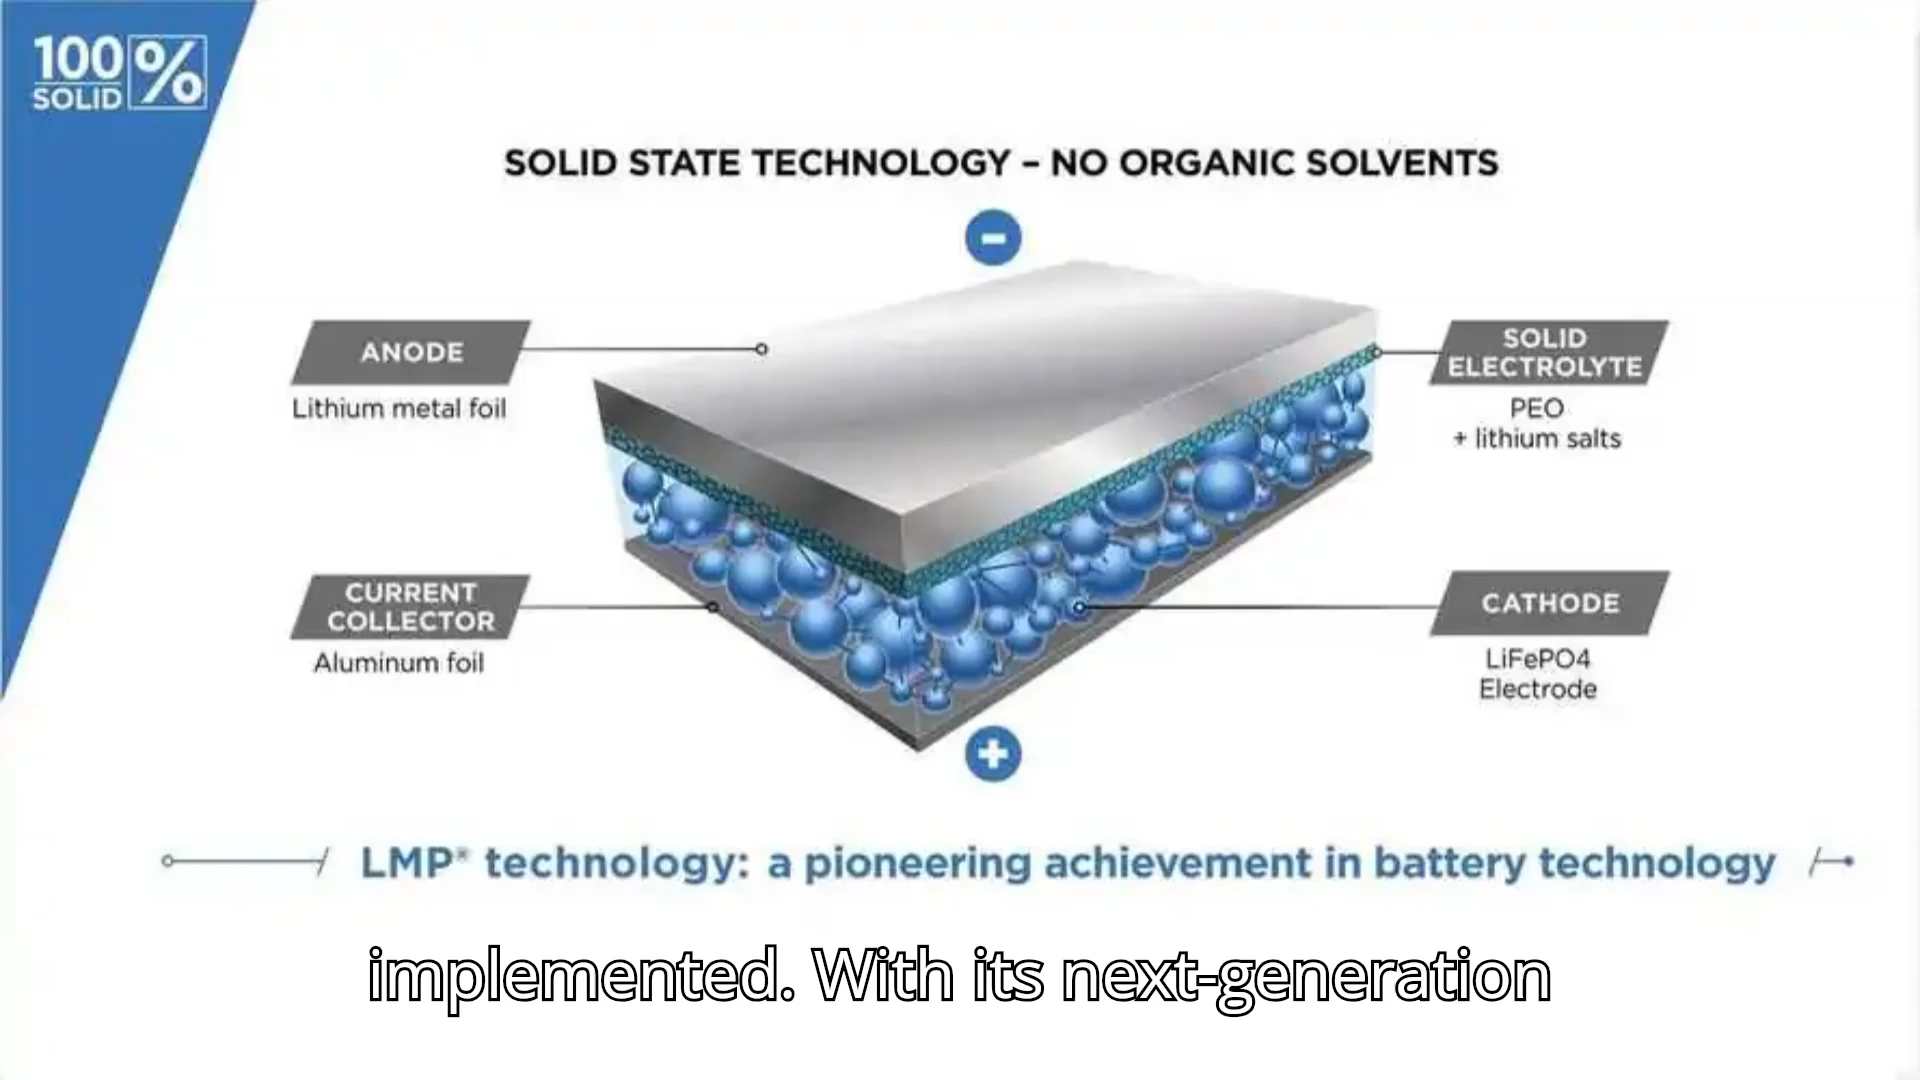 100 %
SOLID
SOLID STATE TECHNOLOGY – NO ORGANIC SOLVENTS
ANODE
Lithium metal foil
SOLID
ELECTROLYTE
PEO
+ lithium salts
CURRENT
COLLECTOR
Aluminum foil
CATHODE
LiFePO4
Electrode
LMP® technology: a pioneering achievement in battery technology
implemented. With its next-generation